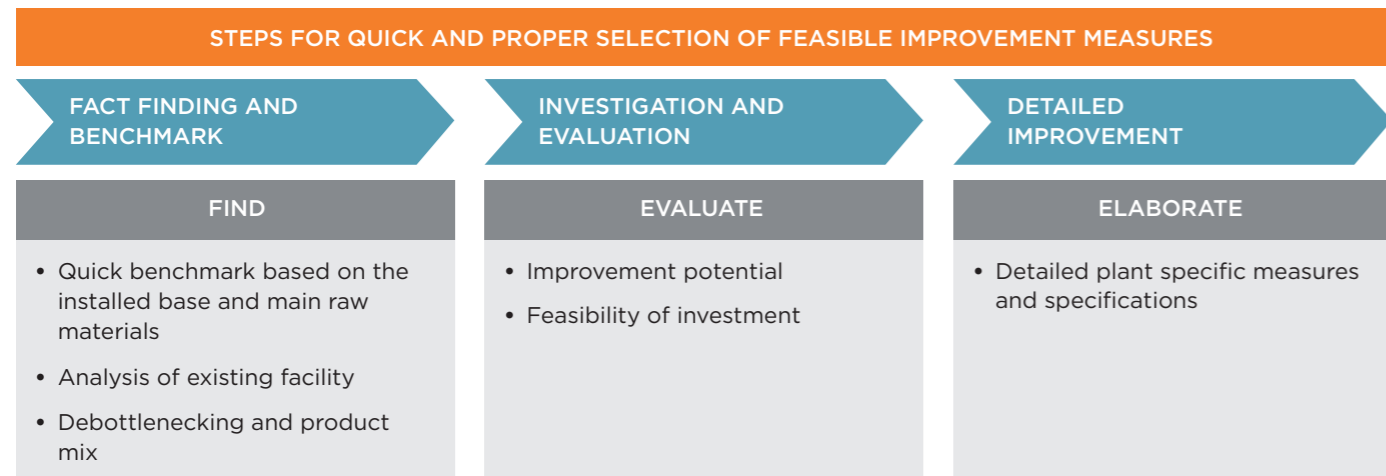 STEPS FOR QUICK AND PROPER SELECTION OF FEASIBLE IMPROVEMENT MEASURES
FACT FINDING AND
BENCHMARK
FIND
• Quick benchmark based on the
installed base and main raw
materials
• Analysis of existing facility
• Debottlenecking and product
mix
INVESTIGATION AND
EVALUATION
EVALUATE
• Improvement potential
• Feasibility of investment
DETAILED
IMPROVEMENT
ELABORATE
• Detailed plant specific measures
and specifications